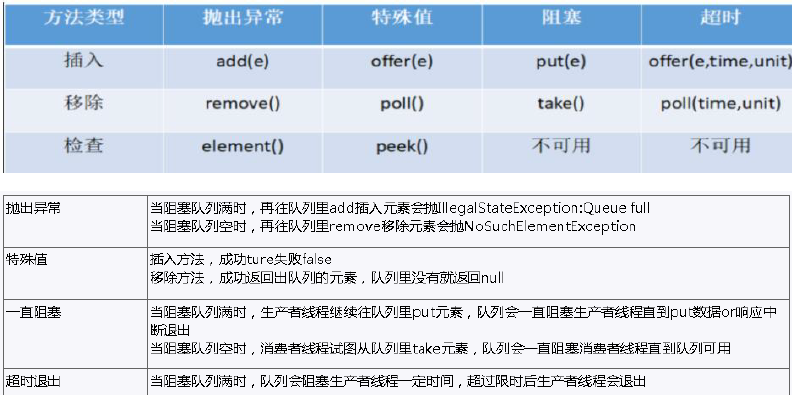 方法类型 抛出异常 特殊值 阻塞 超时
插入 add(e) offer(e) put(e) offer(e,time,unit)
移除 remove() poll() take() poll(time,unit)
检查 element() peek() 不可用 不可用
抛出异常 当阻塞队列满时，再往队列里add插入元素会抛IllegalStateException:Queue full
当阻塞队列空时，再往队列里remove移除元素会抛NoSuchElementException
特殊值 插入方法，成功ture失败false
移除方法，成功返回出队列的元素，队列里没有就返回null
一直阻塞 当阻塞队列满时，生产者线程继续往队列里put元素，队列会一直阻塞生产者线程直到put数据or响应中
断退出
当阻塞队列空时，消费者线程试图从队列里take元素，队列会一直阻塞消费者线程直到队列可用
超时退出 当阻塞队列满时，队列会阻塞生产者线程一定时间，超过限时后生产者线程会退出